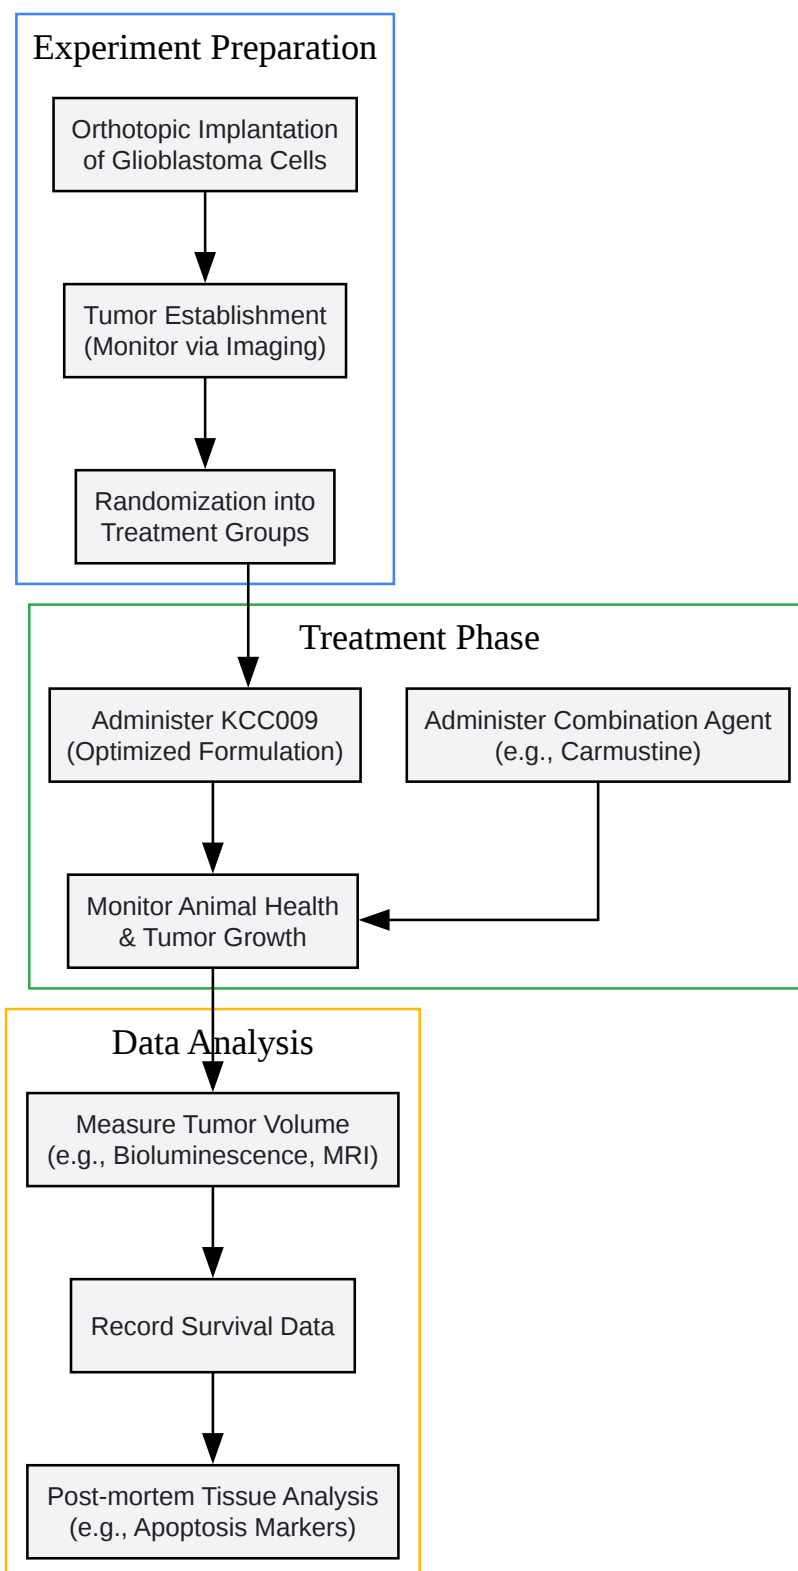 Experiment Preparation
Orthotopic Implantation
of Glioblastoma Cells
Tumor Establishment
(Monitor via Imaging)
Randomization into
Treatment Groups
Treatment Phase
Administer KCC009
(Optimized Formulation)
Administer Combination Agent
(e.g., Carmustine)
Monitor Animal Health
& Tumor Growth
Data Analysis
Measure Tumor Volume
(e.g., Bioluminescence, MRI)
Record Survival Data
Post-mortem Tissue Analysis
(e.g., Apoptosis Markers)